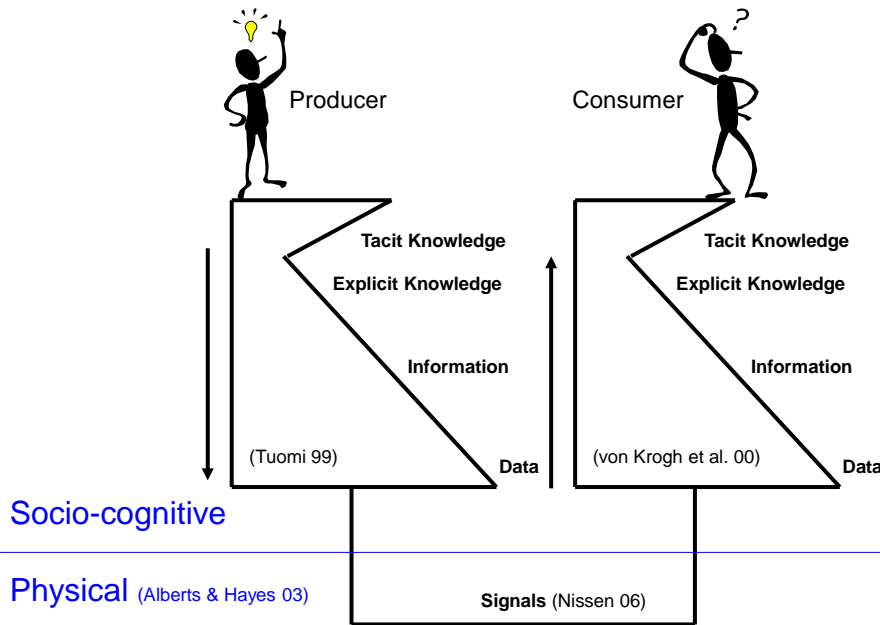 ?
Producer
Consumer
Tacit Knowledge
Tacit Knowledge
Explicit Knowledge
Explicit Knowledge
Information
Information
(Tuomi 99)
Data
(von Krogh et al. 00)
Data
Socio-cognitive
Physical (Alberts & Hayes 03)
Signals (Nissen 06)